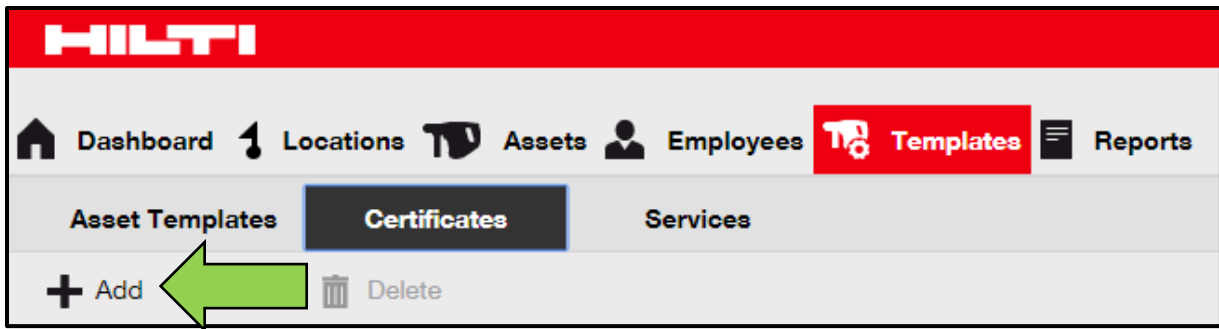 HILTI
Dashboard Locations Assets Employees Templates Reports
Asset Templates Certificates Services
Add Delete